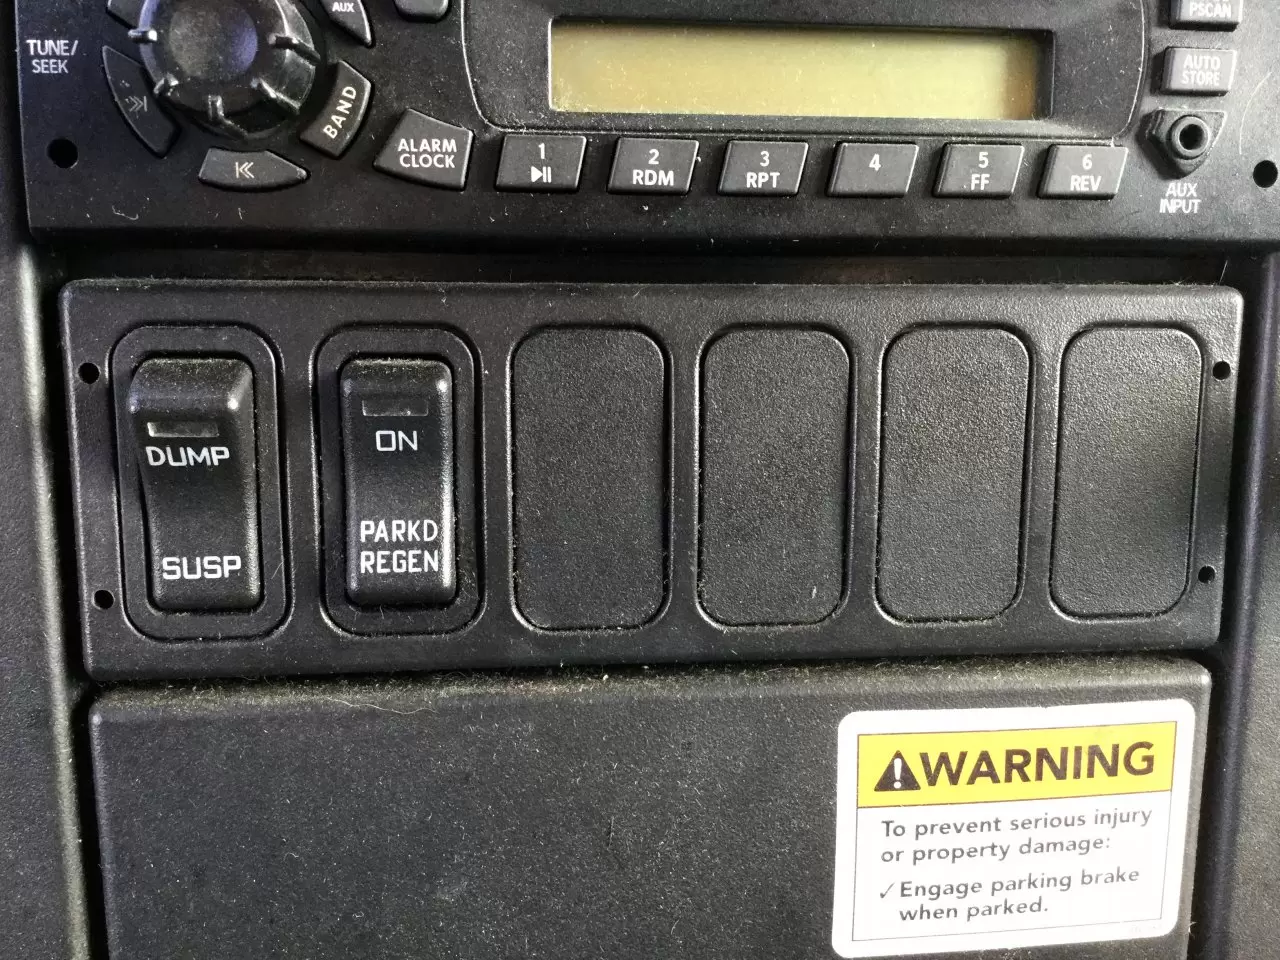 AUX
PSCAN
TUNE/
SEEK
AUTO
STORE
BAND
ALARM
CLOCK
1
2
RDM
3
RPT
4
5
FF
6
REV
AUX
INPUT
DUMP
SUSP
ON
PARKD
REGEN
WARNING
To prevent serious injury
or property damage:
✓ Engage parking brake
when parked.